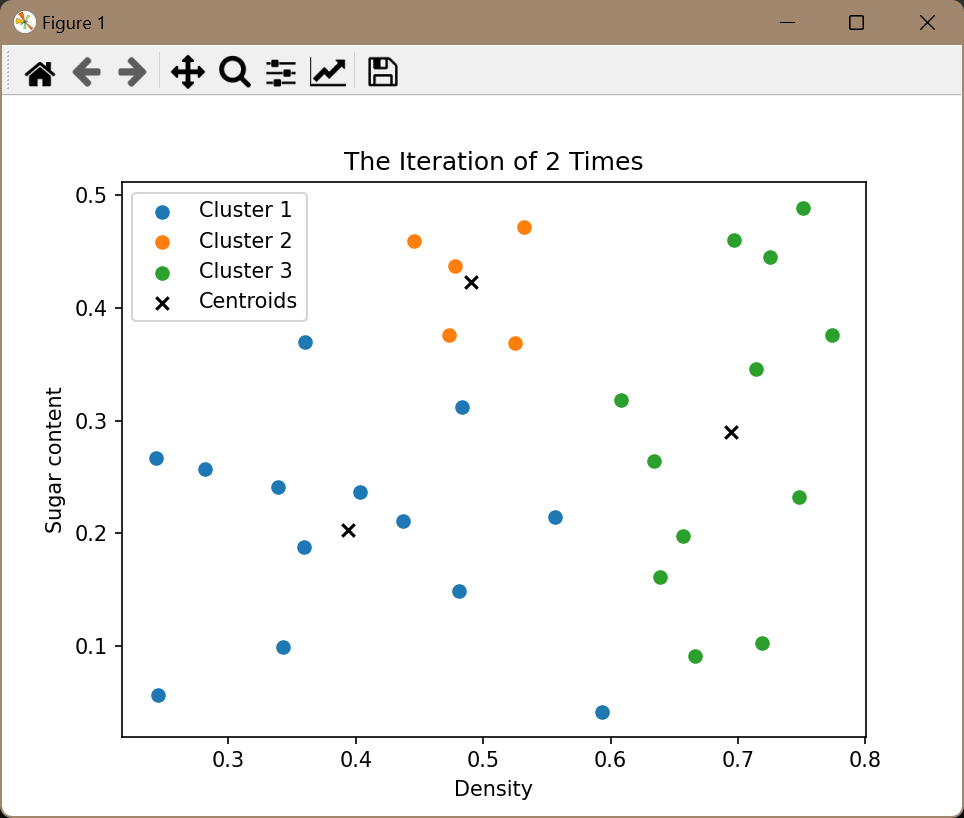 Figure 1
The Iteration of 2 Times
Cluster 1
Cluster 2
Cluster 3
Centroids
0.5
0.4
0.3
0.2
0.1
Sugar content
0.3 0.4 0.5 0.6 0.7 0.8
Density